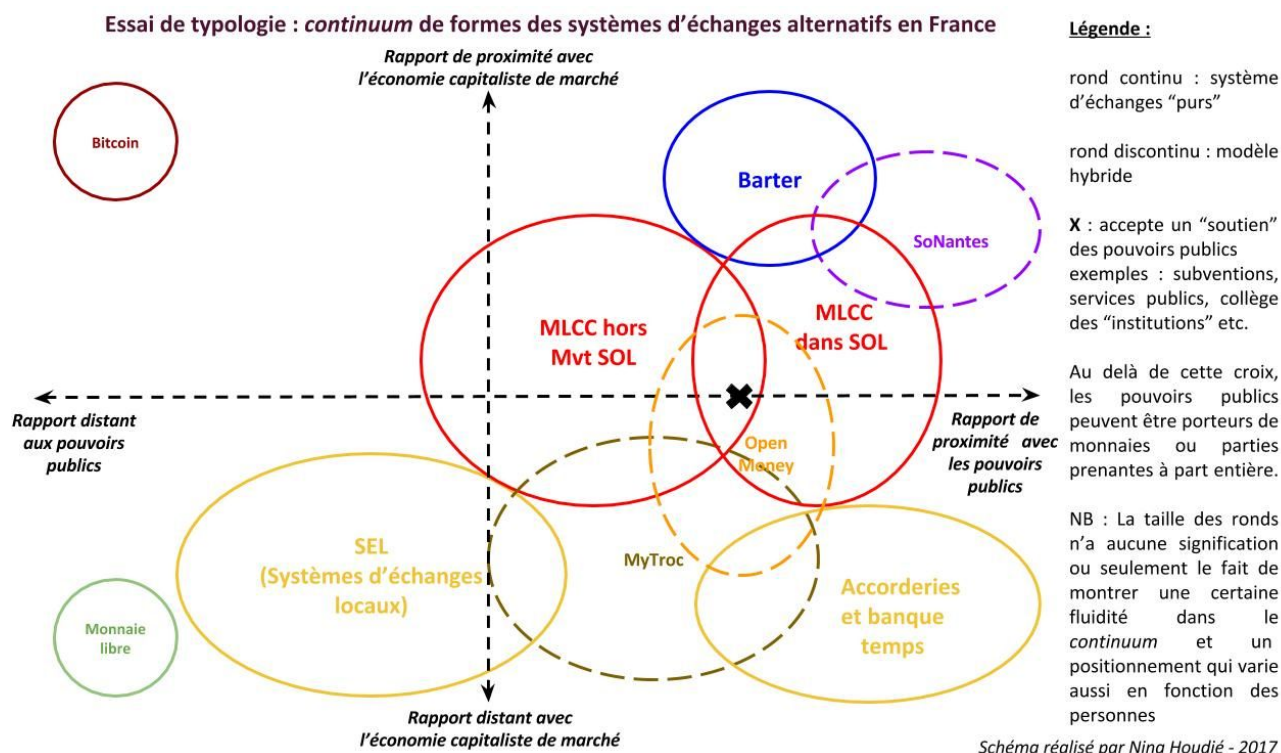 Essai de typologie : continuum de formes des systèmes d’échanges alternatifs en France
Rapport de proximité avec
l’économie capitaliste de marché
Bitcoin
Barter
SoNantes
MLCC hors
Mvt SOL
MLCC
dans SOL
Rapport distant
aux pouvoirs
publics
Rapport de
proximité avec
les pouvoirs
publics
Open
Money
SEL
(Systèmes d’échanges
locaux)
MyTroc
Accorderies
et banque
temps
Monnaie
libre
Rapport distant avec
l’économie capitaliste de marché
Légende :
rond continu : système
d’échanges “purs”
rond discontinu : modèle
hybride
X : accepte un “soutien”
des pouvoirs publics
exemples : subventions,
services publics, collège
des “institutions” etc.
Au delà de cette croix,
les pouvoirs publics
peuvent être porteurs de
monnaies ou parties
prenantes à part entière.
NB : La taille des ronds
n’a aucune signification
ou seulement le fait de
montrer une certaine
fluidité dans le
continuum et un
positionnement qui varie
aussi en fonction des
personnes
Schéma réalisé par Nina Houdié - 2017